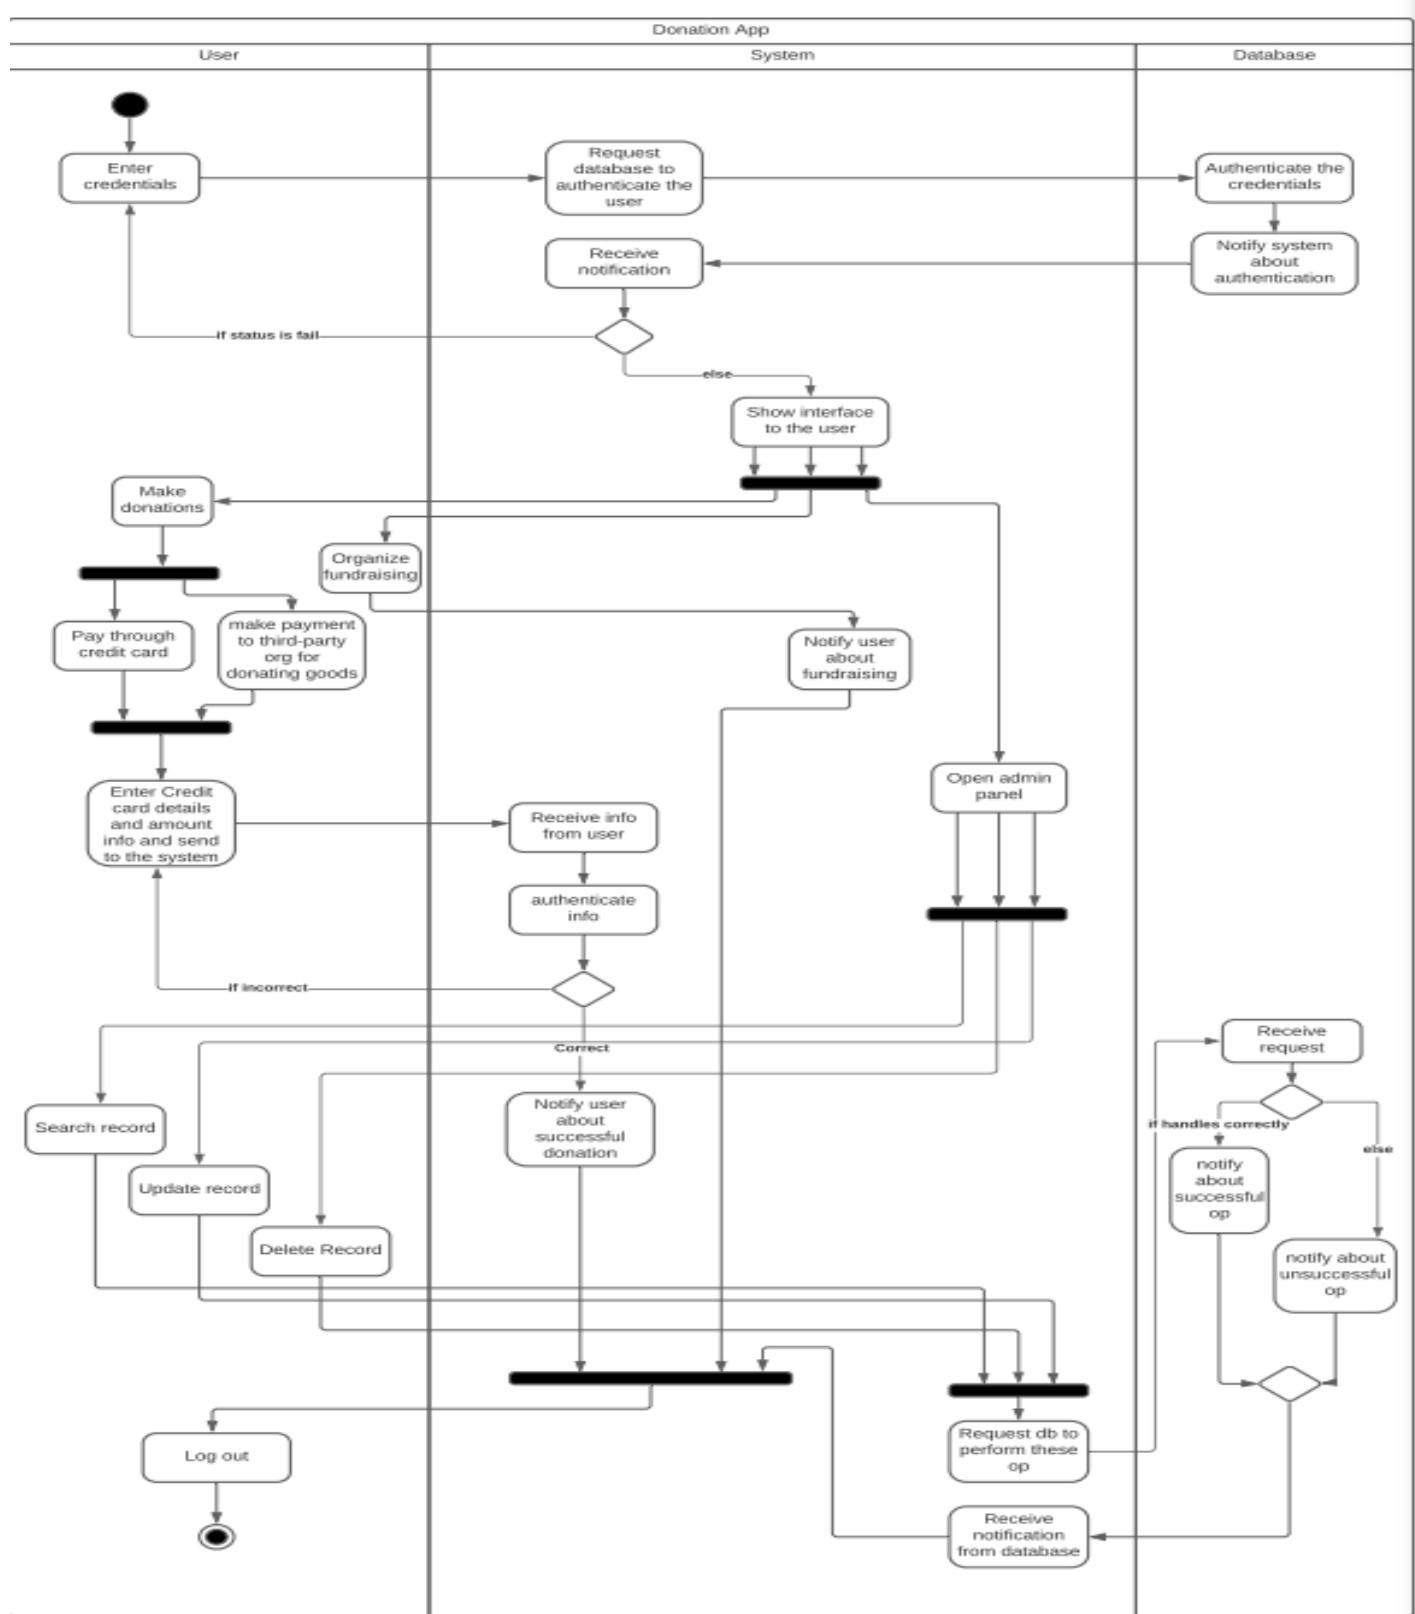 Donation App
User
System
Database
Enter
credentials
Request
database to
authenticate the
user
Authenticate the
credentials
Receive
notification
Notify system
about
authentication
if status is fail
else
Show interface
to the user
Make
donations
Organize
fundraising
Pay through
credit card
make payment
to third-party
org for
donating goods
Notify user
about
fundraising
Open admin
panel
Enter Credit
card details
and amount
info and send
to the system
Receive info
from user
authenticate
info
if incorrect
Correct
Receive
request
Search record
Notify user
about
successful
donation
if handles correctly
else
Update record
notify
about
successful
op
Delete Record
notify about
unsuccessful
op
Log out
Request db to
perform these
op
Receive
notification
from database